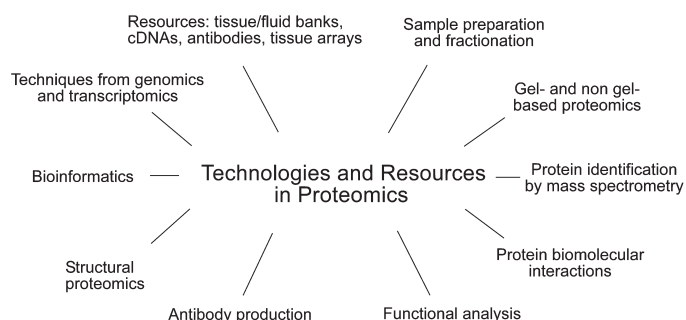 Resources: tissue/fluid banks,
cDNAs, antibodies, tissue arrays
Sample preparation
and fractionation
Techniques from genomics
and transcriptomics
Gel- and non gel-
based proteomics
Bioinformatics
Technologies and Resources
in Proteomics
Protein identification
by mass spectrometry
Structural
proteomics
Protein biomolecular
interactions
Antibody production
Functional analysis